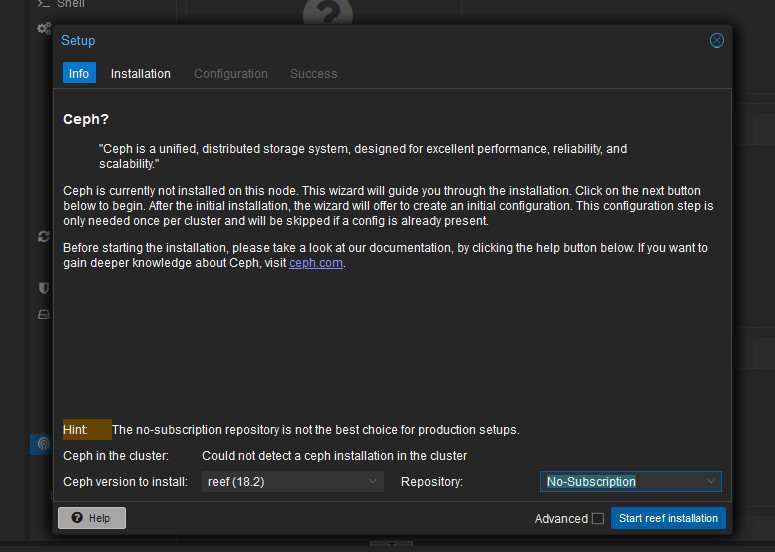 Shell
Setup
Info Installation Configuration Success
Ceph?
"Ceph is a unified, distributed storage system, designed for excellent performance, reliability, and
scalability."
Ceph is currently not installed on this node. This wizard will guide you through the installation. Click on the next button
below to begin. After the initial installation, the wizard will offer to create an initial configuration. This configuration step is
only needed once per cluster and will be skipped if a config is already present.
Before starting the installation, please take a look at our documentation, by clicking the help button below. If you want to
gain deeper knowledge about Ceph, visit ceph.com.
Hint: The no-subscription repository is not the best choice for production setups.
Ceph in the cluster: Could not detect a ceph installation in the cluster
Ceph version to install: reef (18.2) Repository: No-Subscription
Help Advanced Start reef installation